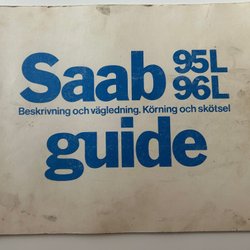 Saab 95L
96L
Beskrivning och vägledning. Körning och skötsel
guide